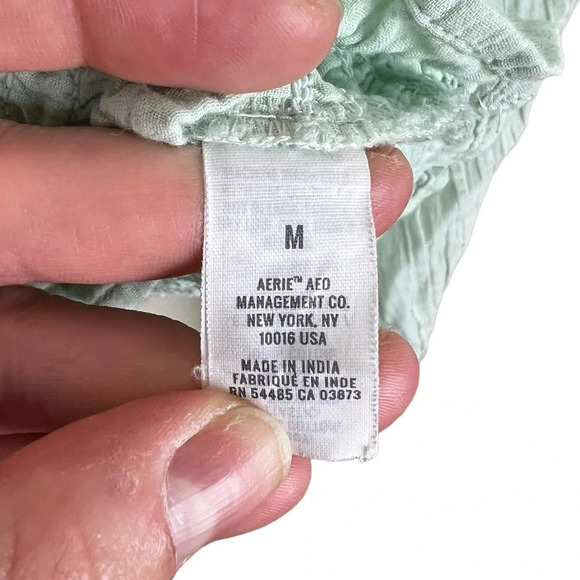 M
AERIE™ AEO
MANAGEMENT CO.
NEW YORK, NY
10016 USA
MADE IN INDIA
FABRIQUÉ EN INDE
RN 54485 CA 03873